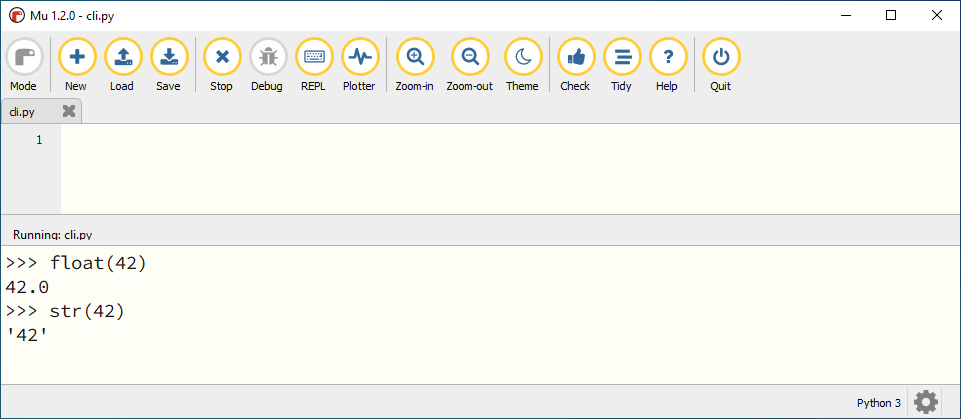 Mu 1.2.0 - cli.py
Mode New Load Save Stop Debug REPL Plotter Zoom-in Zoom-out Theme Check Tidy Help Quit
cli.py
1
Running: cli.py
>>> float(42)
42.0
>>> str(42)
'42'
Python 3